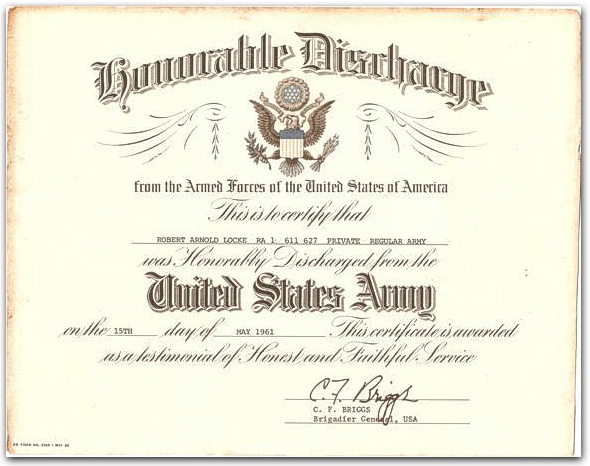 Honorable Discharge
from the Armed Forces of the United States of America
This is to certify that
ROBERT ARNOLD LOCKE RA 1 611 627 PRIVATE REGULAR ARMY
was Honorably Discharged from the
United States Army
on the 15TH day of MAY 1961 This certificate is awarded
as a testimonial of Honest and Faithful Service
C. F. Briggs
C. F. BRIGGS
Brigadier General, USA